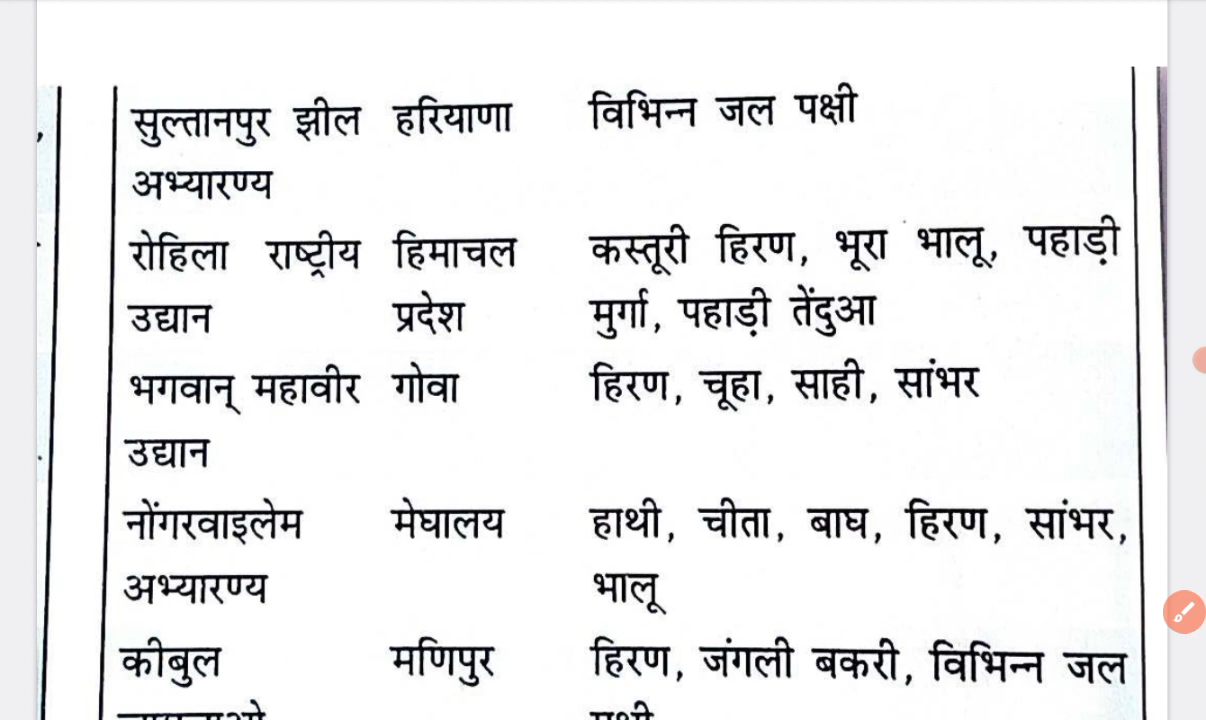 सुल्तानपुर झील हरियाणा विभिन्न जल पक्षी
अभ्यारण्य
रोहिला राष्ट्रीय हिमाचल कस्तूरी हिरण, भूरा भालू, पहाड़ी
उद्यान प्रदेश मुर्गा, पहाड़ी तेंदुआ
भगवान् महावीर गोवा हिरण, चूहा, साही, सांभर
उद्यान
नोंगरवाइलेम मेघालय हाथी, चीता, बाघ, हिरण, सांभर,
अभ्यारण्य भालू
कीबुल मणिपुर हिरण, जंगली बकरी, विभिन्न जल